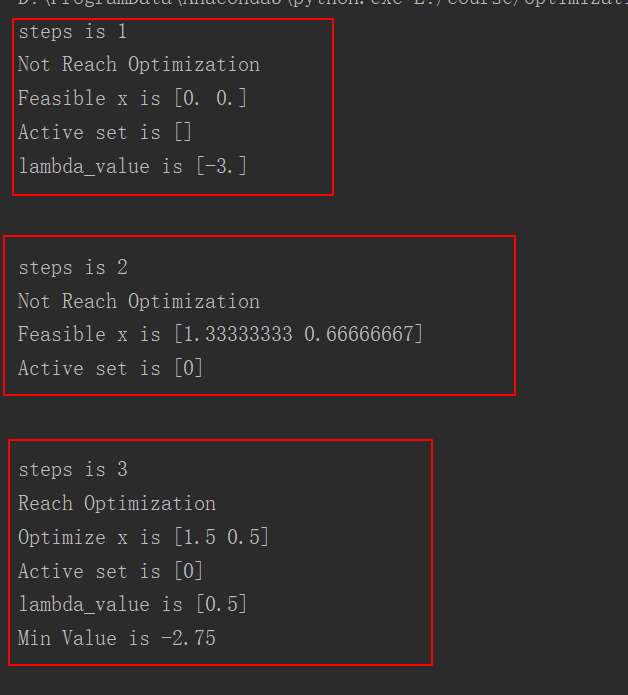 D:\ProgramData\Anaconda3\python.exe E:/course/Optimizati
steps is 1
Not Reach Optimization
Feasible x is [0. 0.]
Active set is []
lambda_value is [-3.]
steps is 2
Not Reach Optimization
Feasible x is [1.33333333 0.66666667]
Active set is [0]
steps is 3
Reach Optimization
Optimize x is [1.5 0.5]
Active set is [0]
lambda_value is [0.5]
Min Value is -2.75